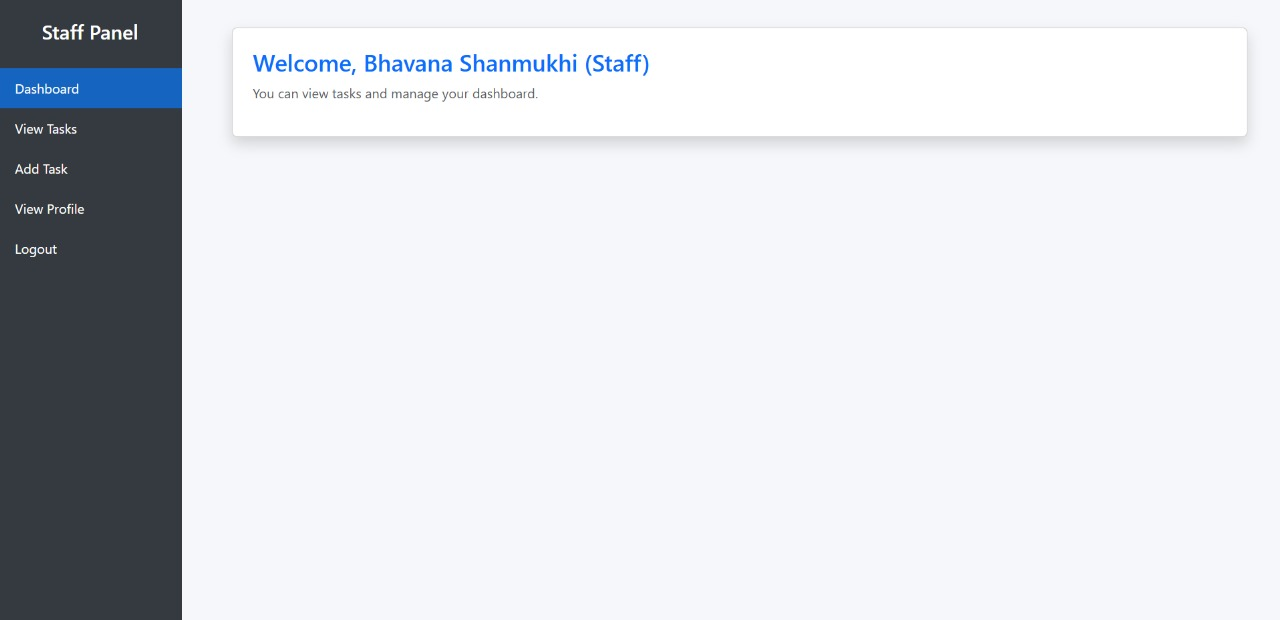 Staff Panel
Dashboard
View Tasks
Add Task
View Profile
Logout
Welcome, Bhavana Shanmukhi (Staff)
You can view tasks and manage your dashboard.